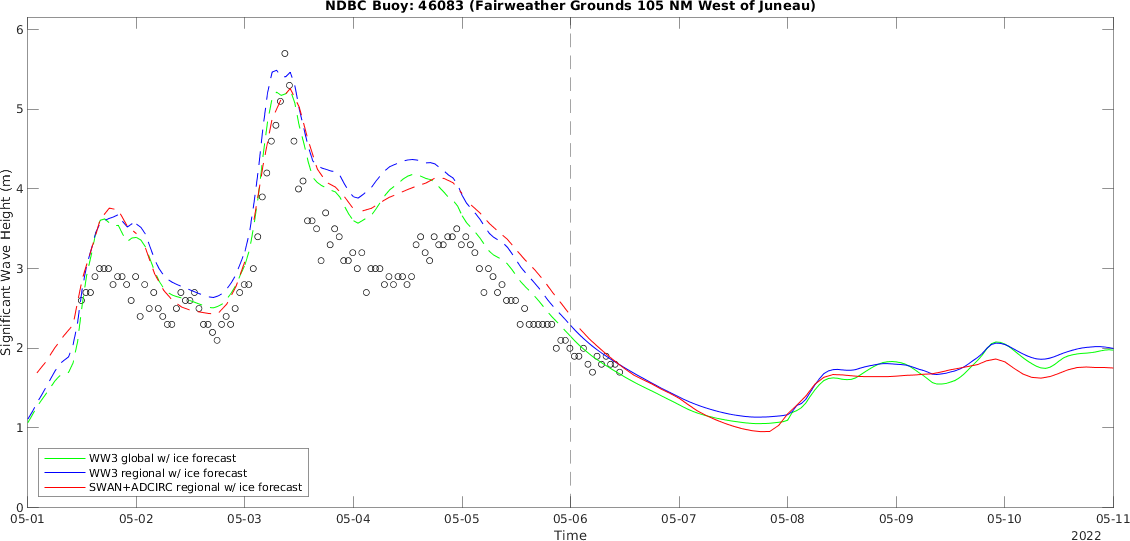 NDBC Buoy: 46083 (Fairweather Grounds 105 NM West of Juneau)
6
5
4
3
2
1
0
Significant Wave Height (m)
WW3 global w/ ice forecast
WW3 regional w/ ice forecast
SWAN+ADCIRC regional w/ ice forecast
05-01 05-02 05-03 05-04 05-05 05-06 05-07 05-08 05-09 05-10 05-11
Time
2022